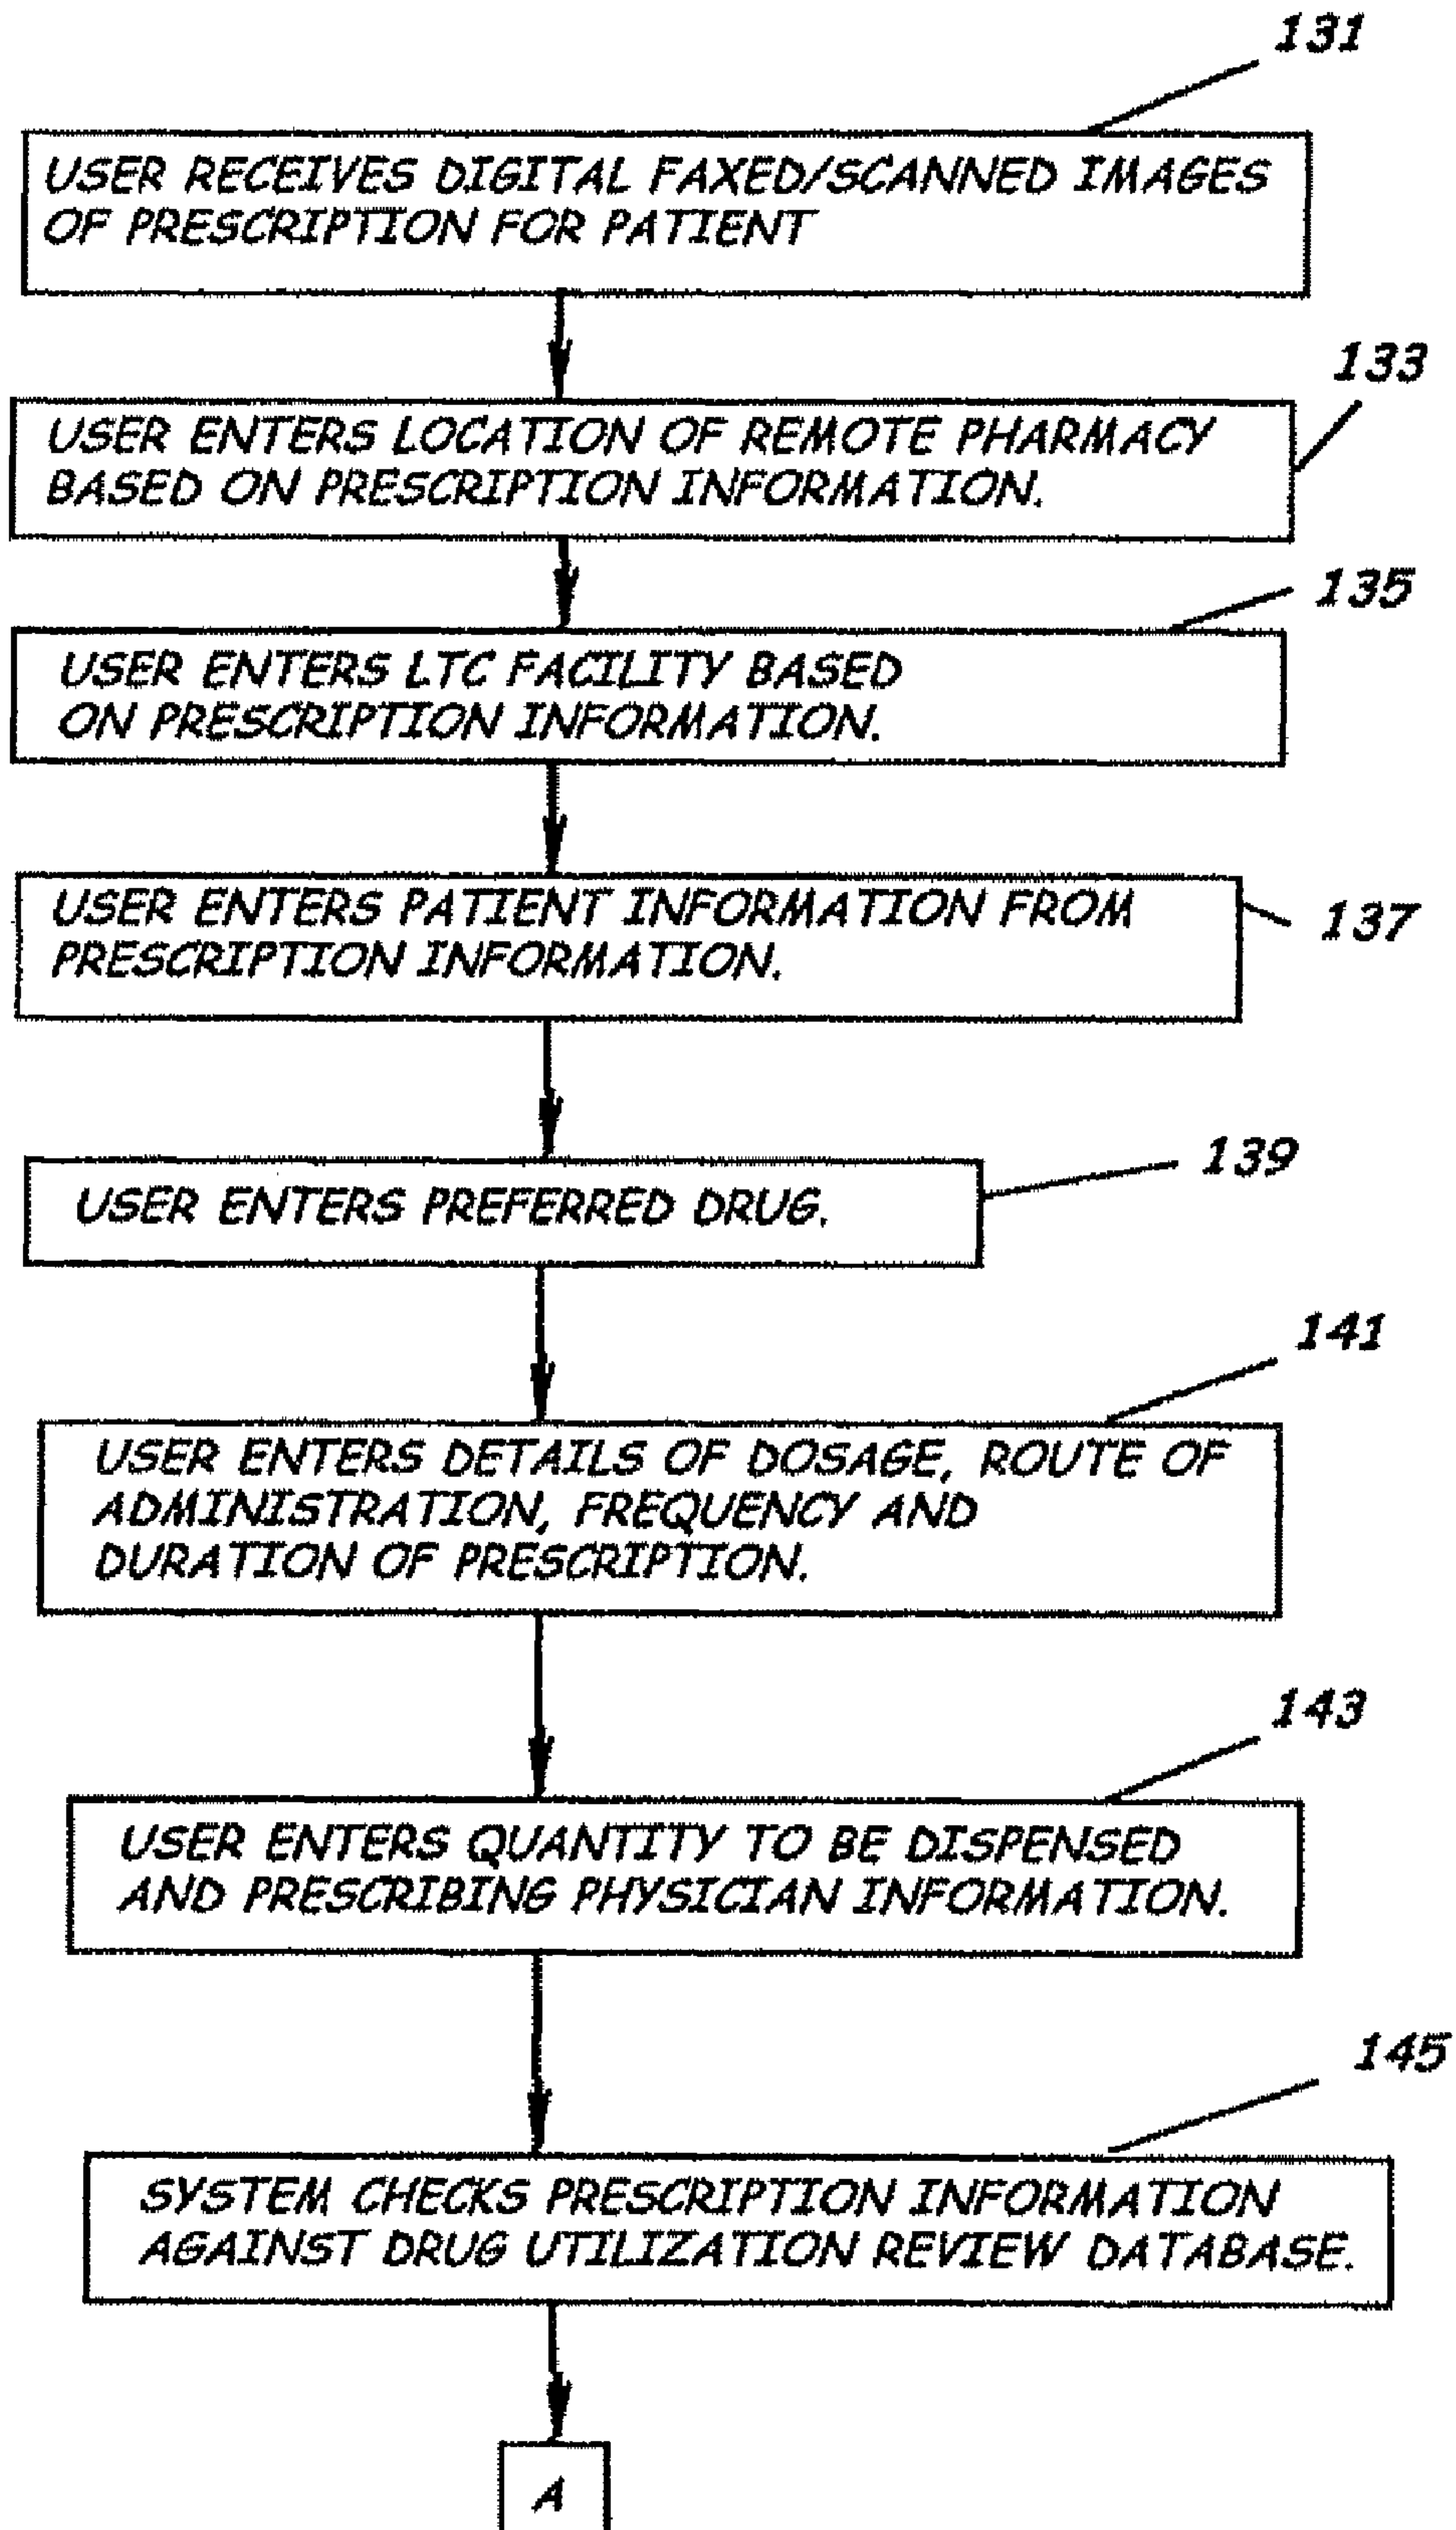 131
USER RECEIVES DIGITAL FAXED/SCANNED IMAGES
OF PRESCRIPTION FOR PATIENT
133
USER ENTERS LOCATION OF REMOTE PHARMACY
BASED ON PRESCRIPTION INFORMATION.
135
USER ENTERS LTC FACILITY BASED
ON PRESCRIPTION INFORMATION.
USER ENTERS PATIENT INFORMATION FROM
137
PRESCRIPTION INFORMATION.
139
USER ENTERS PREFERRED DRUG.
141
USER ENTERS DETAILS OF DOSAGE, ROUTE OF
ADMINISTRATION, FREQUENCY AND
DURATION OF PRESCRIPTION.
143
USER ENTERS QUANTITY TO BE DISPENSED
AND PRESCRIBING PHYSICIAN INFORMATION.
145
SYSTEM CHECKS PRESCRIPTION INFORMATION
AGAINST DRUG UTILIZATION REVIEW DATABASE.
A